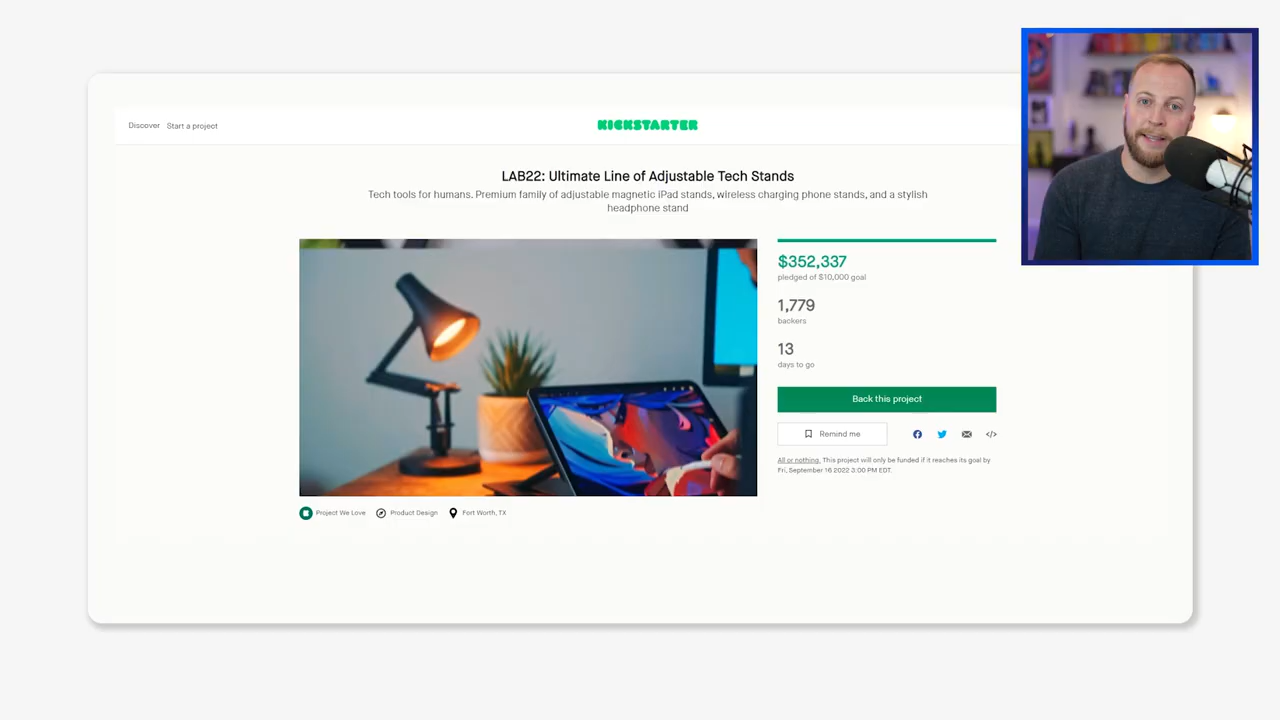 Discover
Start a project
KICKSTARTER
LAB22: Ultimate Line of Adjustable Tech Stands
Tech tools for humans. Premium family of adjustable magnetic iPad stands, wireless charging phone stands, and a stylish
headphone stand
$352,337
pledged of $10,000 goal
1,779
backers
13
days to go
Back this project
Remind me
All or nothing. This project will only be funded if it reaches its goal by
Fri, September 16 2022 3:00 PM EDT.
Project We Love
Product Design
Fort Worth, TX